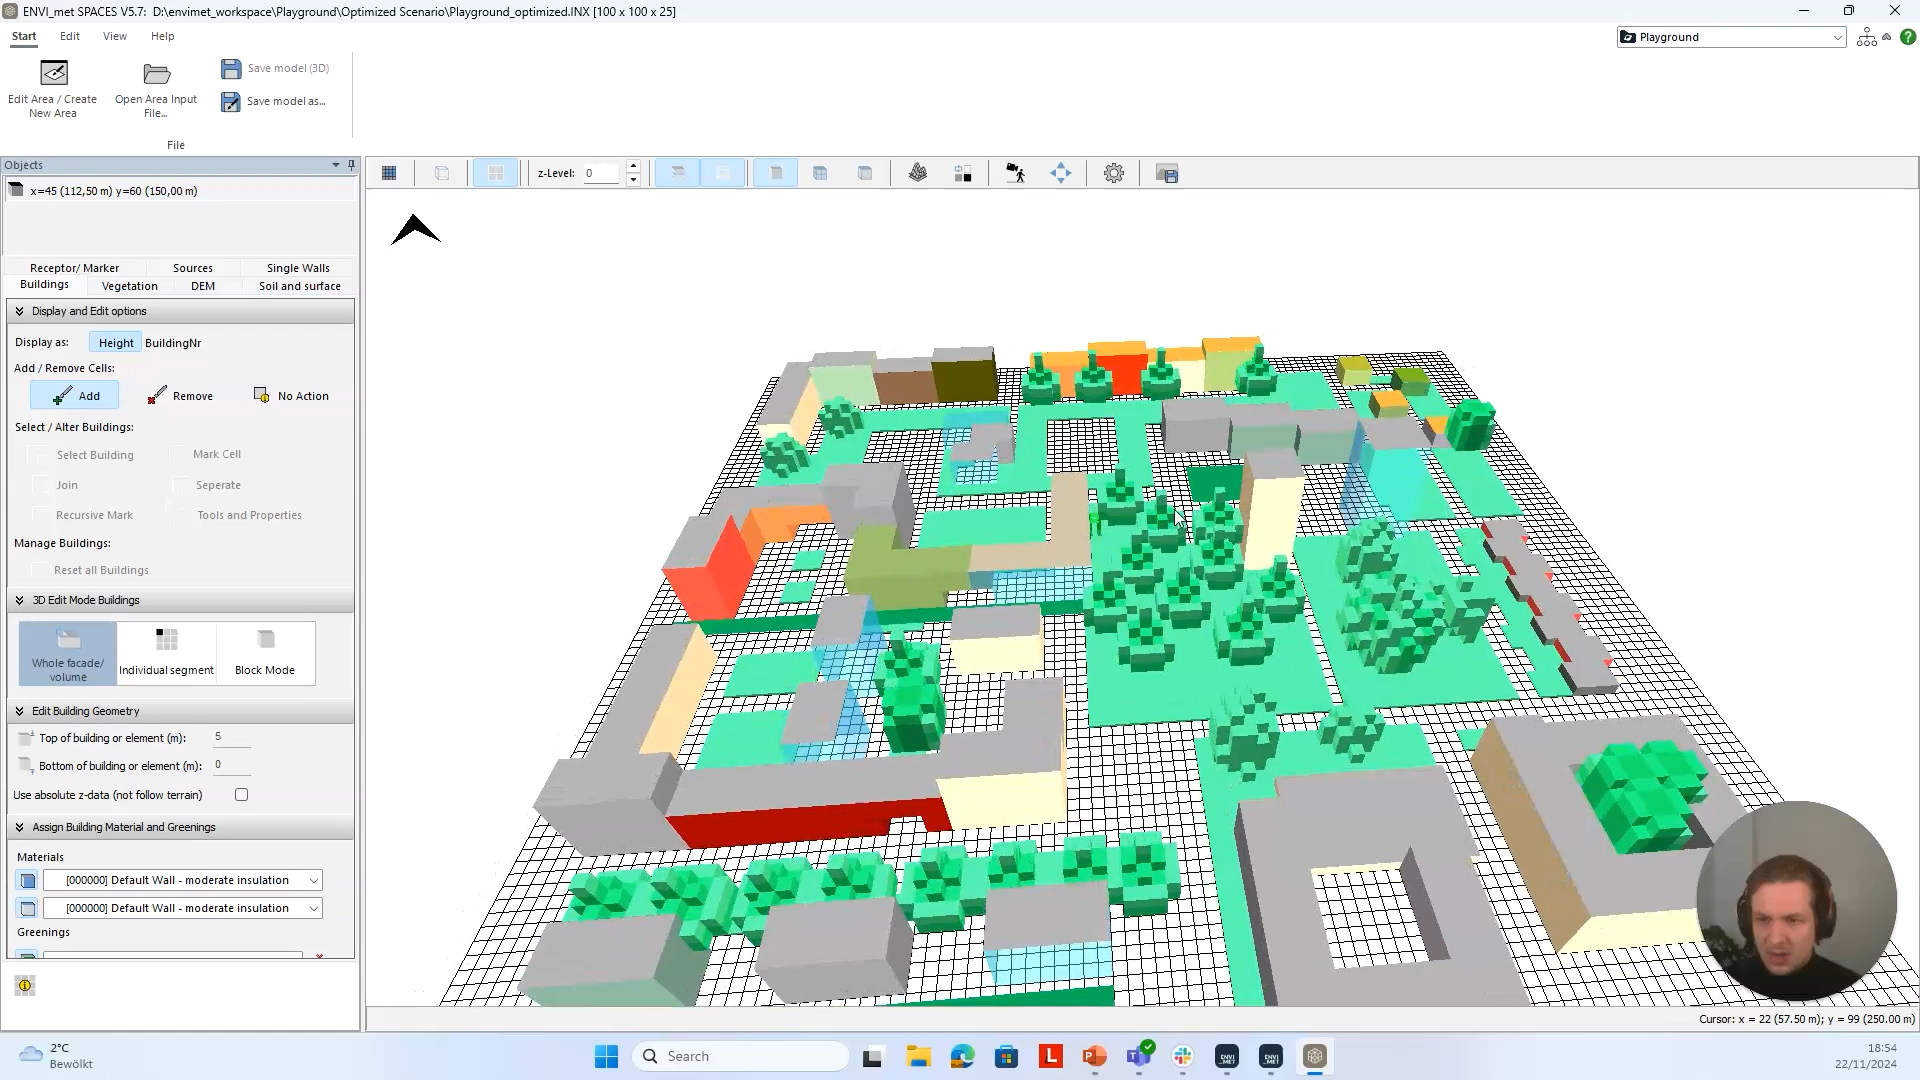 ENVI_met SPACES V5.7: D:\envimet_workspace\Playground\Optimized Scenario\Playground_optimized.INX [100 x 100 x 25]
Start Edit View Help
Playground
Edit Area / Create New Area
Open Area Input File...
Save model (3D)
Save model as...
File
Objects
z-Level: 0
x=45 (112,50 m) y=60 (150,00 m)
Receptor/ Marker Sources Single Walls
Buildings Vegetation DEM Soil and surface
Display and Edit options
Display as: Height BuildingNr
Add / Remove Cells:
Add Remove No Action
Select / Alter Buildings:
Select Building Mark Cell
Join Seperate
Recursive Mark Tools and Properties
Manage Buildings:
Reset all Buildings
3D Edit Mode Buildings
Whole facade/ volume
Individual segment
Block Mode
Edit Building Geometry
Top of building or element (m): 5
Bottom of building or element (m): 0
Use absolute z-data (not follow terrain)
Assign Building Material and Greenings
Materials
[000000] Default Wall - moderate insulation
[000000] Default Wall - moderate insulation
Greenings
Cursor: x = 22 (57.50 m); y = 99 (250.00 m)
2°C
Bewölkt
Search
L
ENVI_MET
ENVI_MET
18:54
22/11/2024